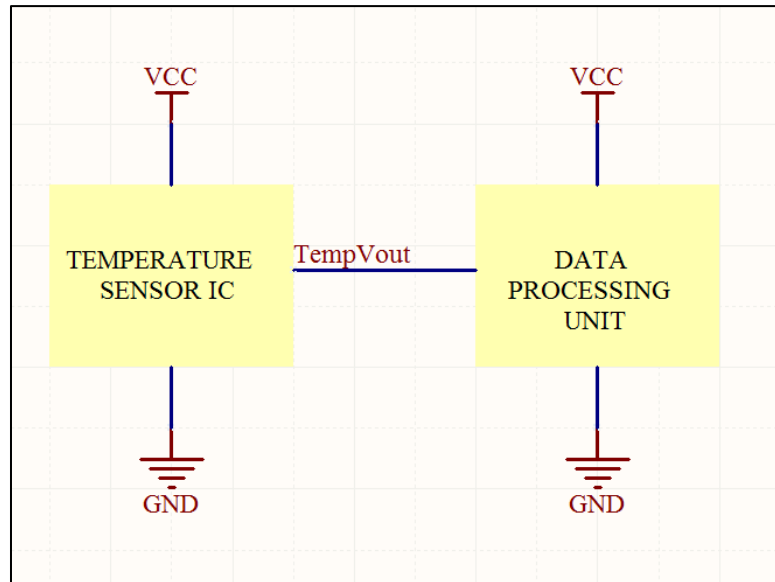 VCC
VCC
TEMPERATURE
SENSOR IC
TempVout
DATA
PROCESSING
UNIT
GND
GND